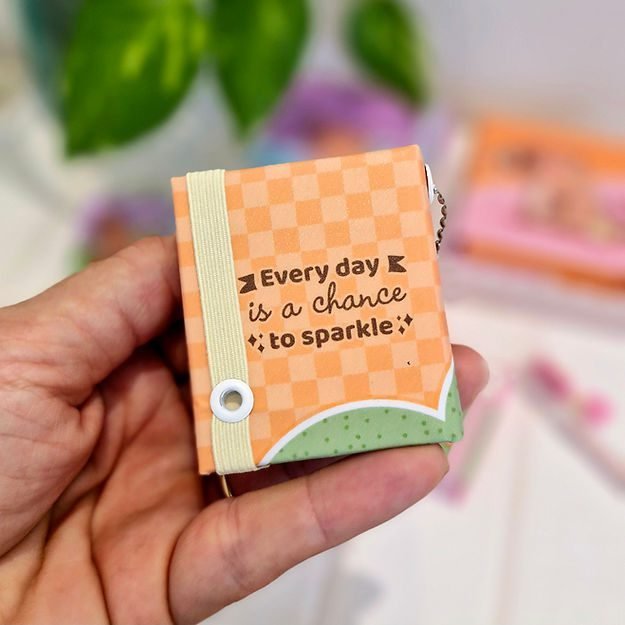 Every day
is a chance
to sparkle